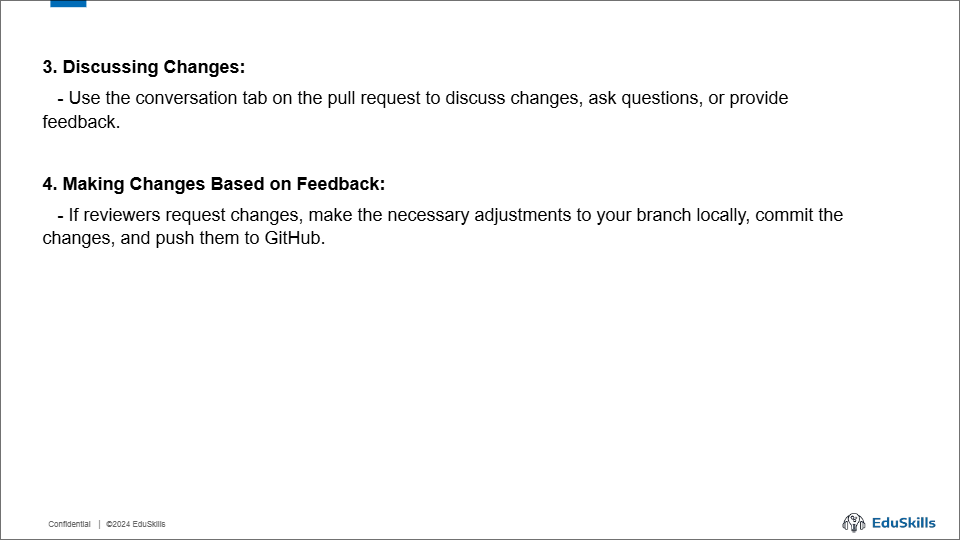 3. Discussing Changes:
- Use the conversation tab on the pull request to discuss changes, ask questions, or provide
feedback.
4. Making Changes Based on Feedback:
- If reviewers request changes, make the necessary adjustments to your branch locally, commit the
changes, and push them to GitHub.
Confidential | ©2024 EduSkills
EduSkills